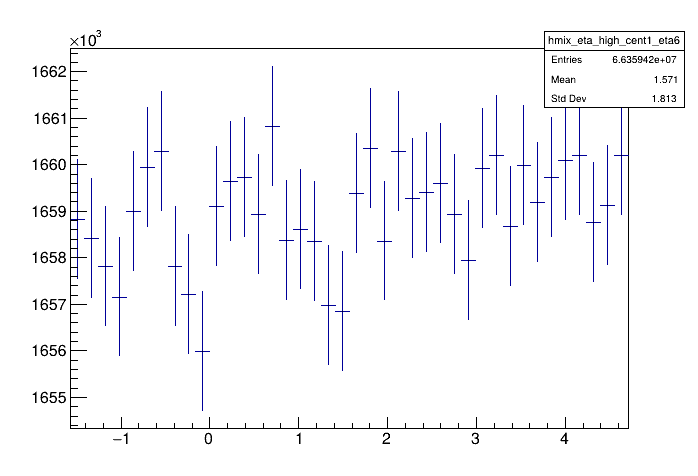 ×10³
hmix_eta_high_cent1_eta6
Entries 6.635942e+07
Mean 1.571
Std Dev 1.813
1662
1661
1660
1659
1658
1657
1656
1655
−1 0 1 2 3 4